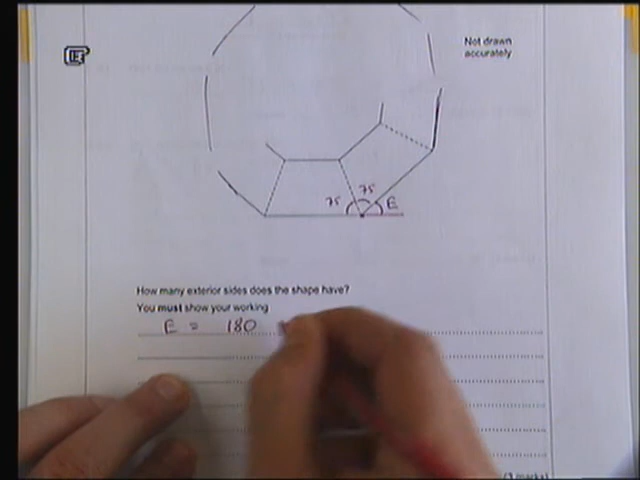 Not drawn
accurately
75
75
E
How many exterior sides does the shape have?
You must show your working
E = 180